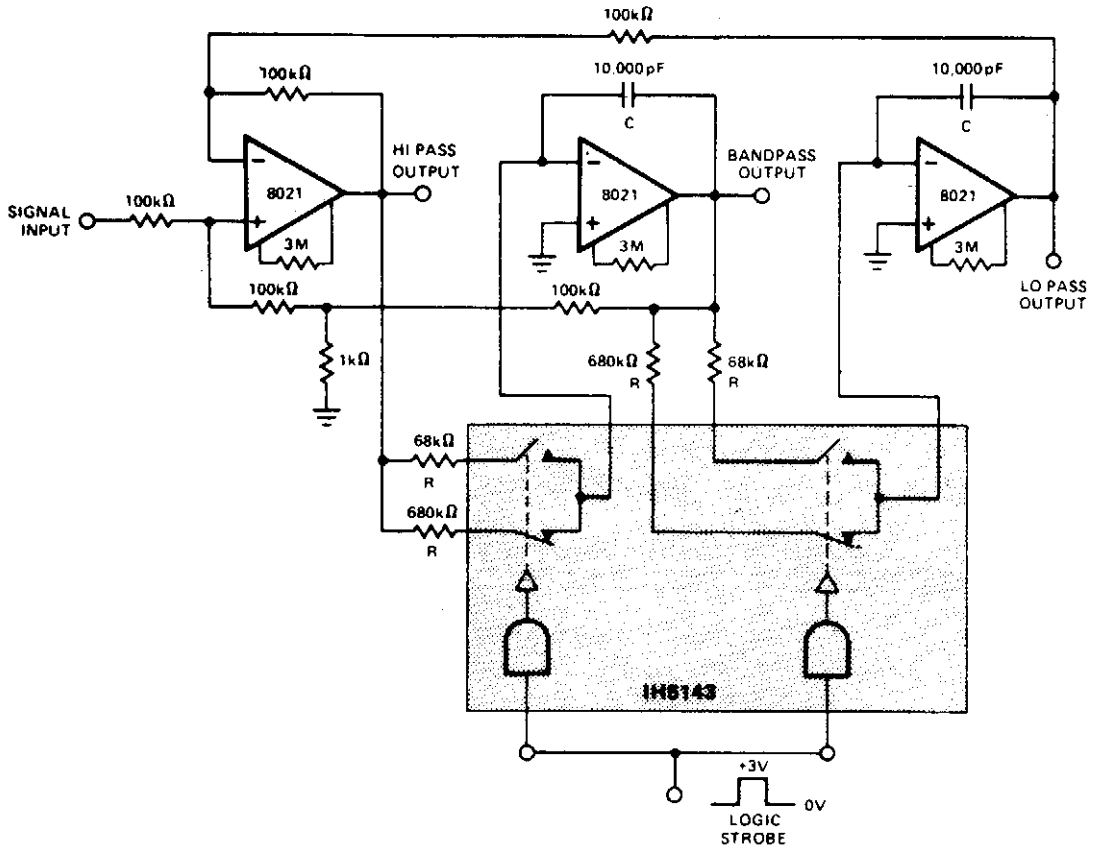 100kΩ
100kΩ
10,000pF
C
10,000pF
C
HI PASS
OUTPUT
BANDPASS
OUTPUT
−
8021
+
3M
−
8021
+
3M
−
8021
+
3M
SIGNAL
INPUT
100kΩ
LO PASS
OUTPUT
100kΩ
100kΩ
1kΩ
680kΩ
R
68kΩ
R
68kΩ
R
680kΩ
R
IH5143
+3V
0V
LOGIC
STROBE